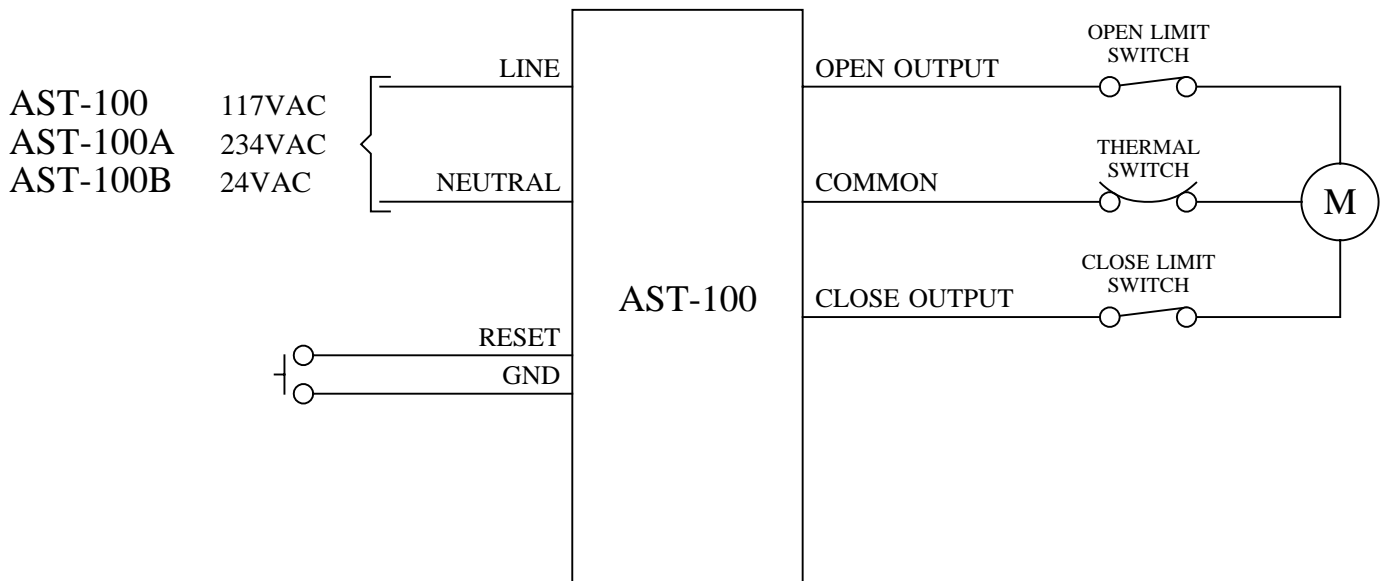 AST-100 117VAC
AST-100A 234VAC
AST-100B 24VAC
LINE
NEUTRAL
RESET
GND
AST-100
OPEN OUTPUT
COMMON
CLOSE OUTPUT
OPEN LIMIT
SWITCH
THERMAL
SWITCH
CLOSE LIMIT
SWITCH
M